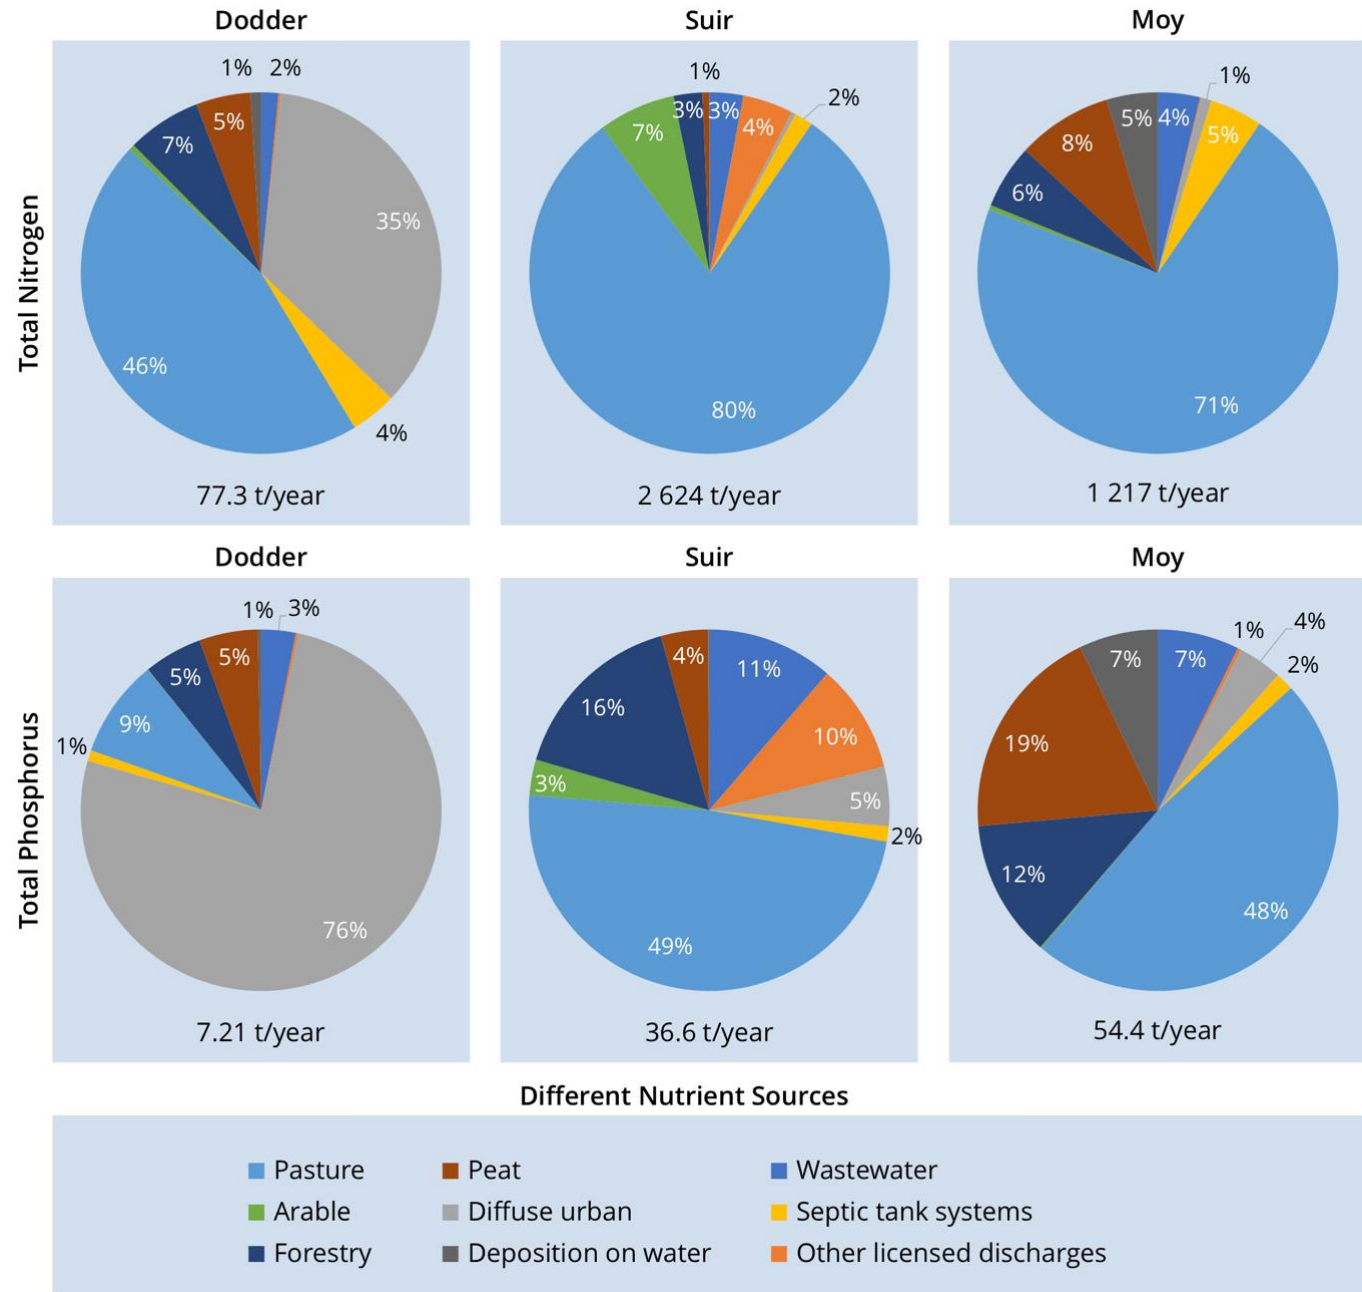 Dodder
Suir
Moy
Total Nitrogen
1% 2%
5%
7%
35%
46%
4%
77.3 t/year
1%
3% 3%
2%
7%
4%
80%
2 624 t/year
1%
5% 4%
5%
8%
6%
71%
1 217 t/year
Dodder
Suir
Moy
Total Phosphorus
1% 3%
5%
5%
9%
1%
76%
7.21 t/year
4%
11%
16%
10%
3%
5%
2%
49%
36.6 t/year
1%
4%
7% 7%
2%
19%
12%
48%
54.4 t/year
Different Nutrient Sources
Pasture
Peat
Wastewater
Arable
Diffuse urban
Septic tank systems
Forestry
Deposition on water
Other licensed discharges